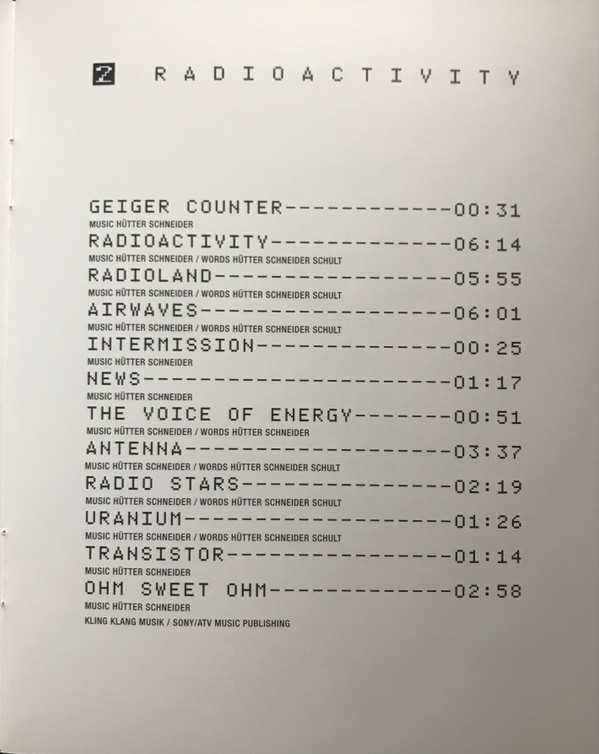 2 RADIOACTIVITY
GEIGER COUNTER------------00:31
MUSIC HÜTTER SCHNEIDER
RADIOACTIVITY-------------06:14
MUSIC HÜTTER SCHNEIDER / WORDS HÜTTER SCHNEIDER SCHULT
RADIOLAND-----------------05:55
MUSIC HÜTTER SCHNEIDER / WORDS HÜTTER SCHNEIDER SCHULT
AIRWAVES------------------06:01
MUSIC HÜTTER SCHNEIDER / WORDS HÜTTER SCHNEIDER SCHULT
INTERMISSION--------------00:25
MUSIC HÜTTER SCHNEIDER
NEWS----------------------01:17
MUSIC HÜTTER SCHNEIDER
THE VOICE OF ENERGY-------00:51
MUSIC HÜTTER SCHNEIDER / WORDS HÜTTER SCHNEIDER
ANTENNA-------------------03:37
MUSIC HÜTTER SCHNEIDER / WORDS HÜTTER SCHNEIDER SCHULT
RADIO STARS---------------02:19
MUSIC HÜTTER SCHNEIDER / WORDS HÜTTER SCHNEIDER SCHULT
URANIUM-------------------01:26
MUSIC HÜTTER SCHNEIDER / WORDS HÜTTER SCHNEIDER SCHULT
TRANSISTOR----------------01:14
MUSIC HÜTTER SCHNEIDER
OHM SWEET OHM-------------02:58
MUSIC HÜTTER SCHNEIDER
KLING KLANG MUSIK / SONY/ATV MUSIC PUBLISHING